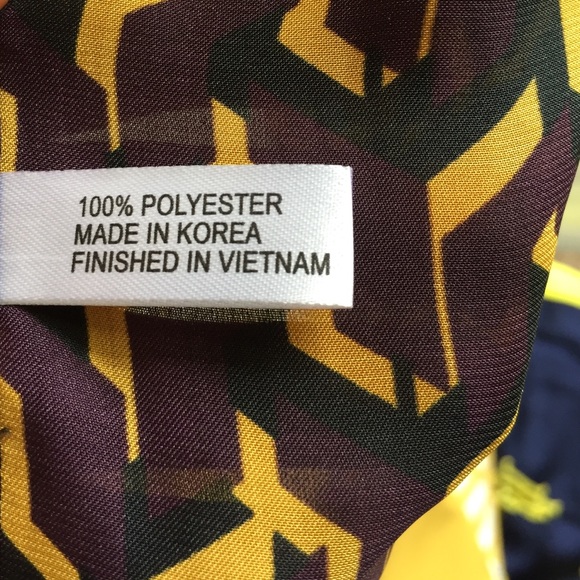 100% POLYESTER
MADE IN KOREA
FINISHED IN VIETNAM